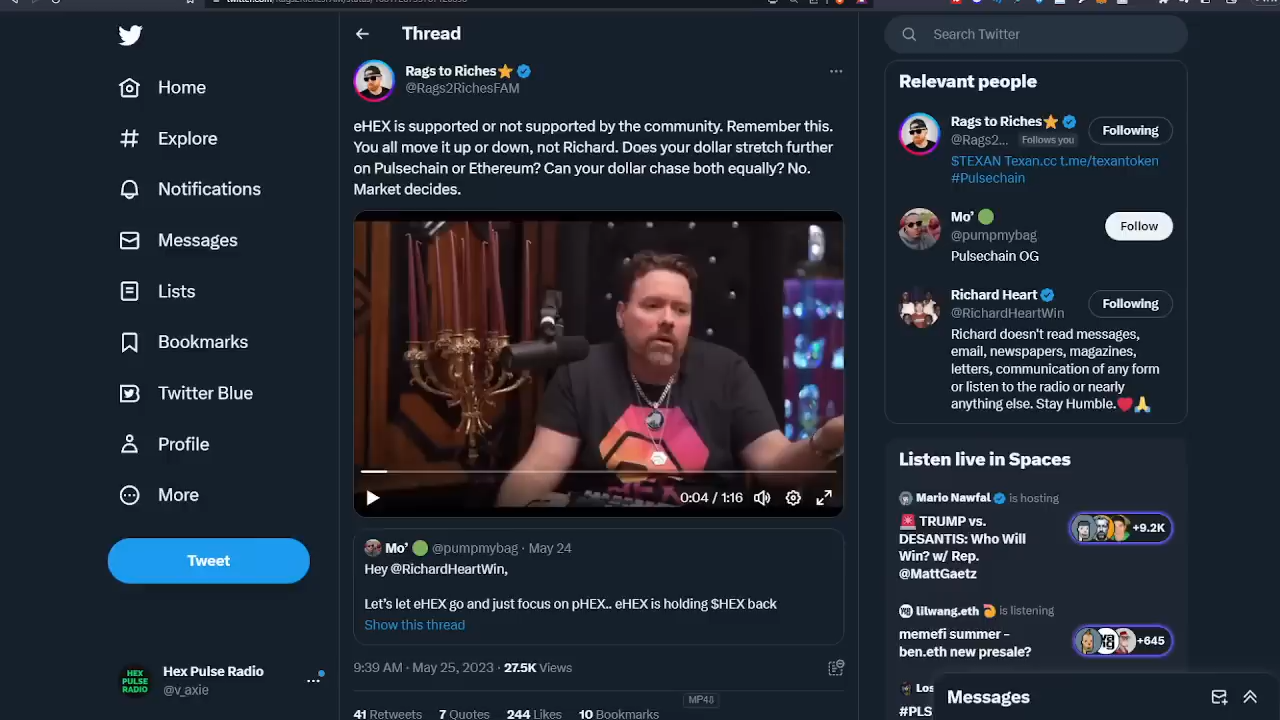 Home
Explore
Notifications
Messages
Lists
Bookmarks
Twitter Blue
Profile
More
Tweet
Hex Pulse Radio
@v_axie
HEX
PULSE
RADIO
Thread
Rags to Riches⭐
@Rags2RichesFAM
eHEX is supported or not supported by the community. Remember this.
You all move it up or down, not Richard. Does your dollar stretch further
on Pulsechain or Ethereum? Can your dollar chase both equally? No.
Market decides.
HEX
0:04 / 1:16
Mo’ 🟢 @pumpmybag · May 24
Hey @RichardHeartWin,
Let’s let eHEX go and just focus on pHEX.. eHEX is holding $HEX back
Show this thread
9:39 AM · May 25, 2023 · 27.5K Views
MP4
41 Retweets 7 Quotes 244 Likes 10 Bookmarks
Search Twitter
Relevant people
Rags to Riches⭐
@Rags2... Follows you
Following
$TEXAN Texan.cc t.me/texantoken
#Pulsechain
Mo’ 🟢
@pumpmybag
Follow
Pulsechain OG
Richard Heart
@RichardHeartWin
Following
Richard doesn't read messages,
email, newspapers, magazines,
letters, communication of any form
or listen to the radio or nearly
anything else. Stay Humble.❤️🙏
Listen live in Spaces
Mario Nawfal is hosting
🚨 TRUMP vs.
DESANTIS: Who Will
Win? w/ Rep.
@MattGaetz
+9.2K
lilwang.eth is listening
memefi summer -
ben.eth new presale?
+645
Messages